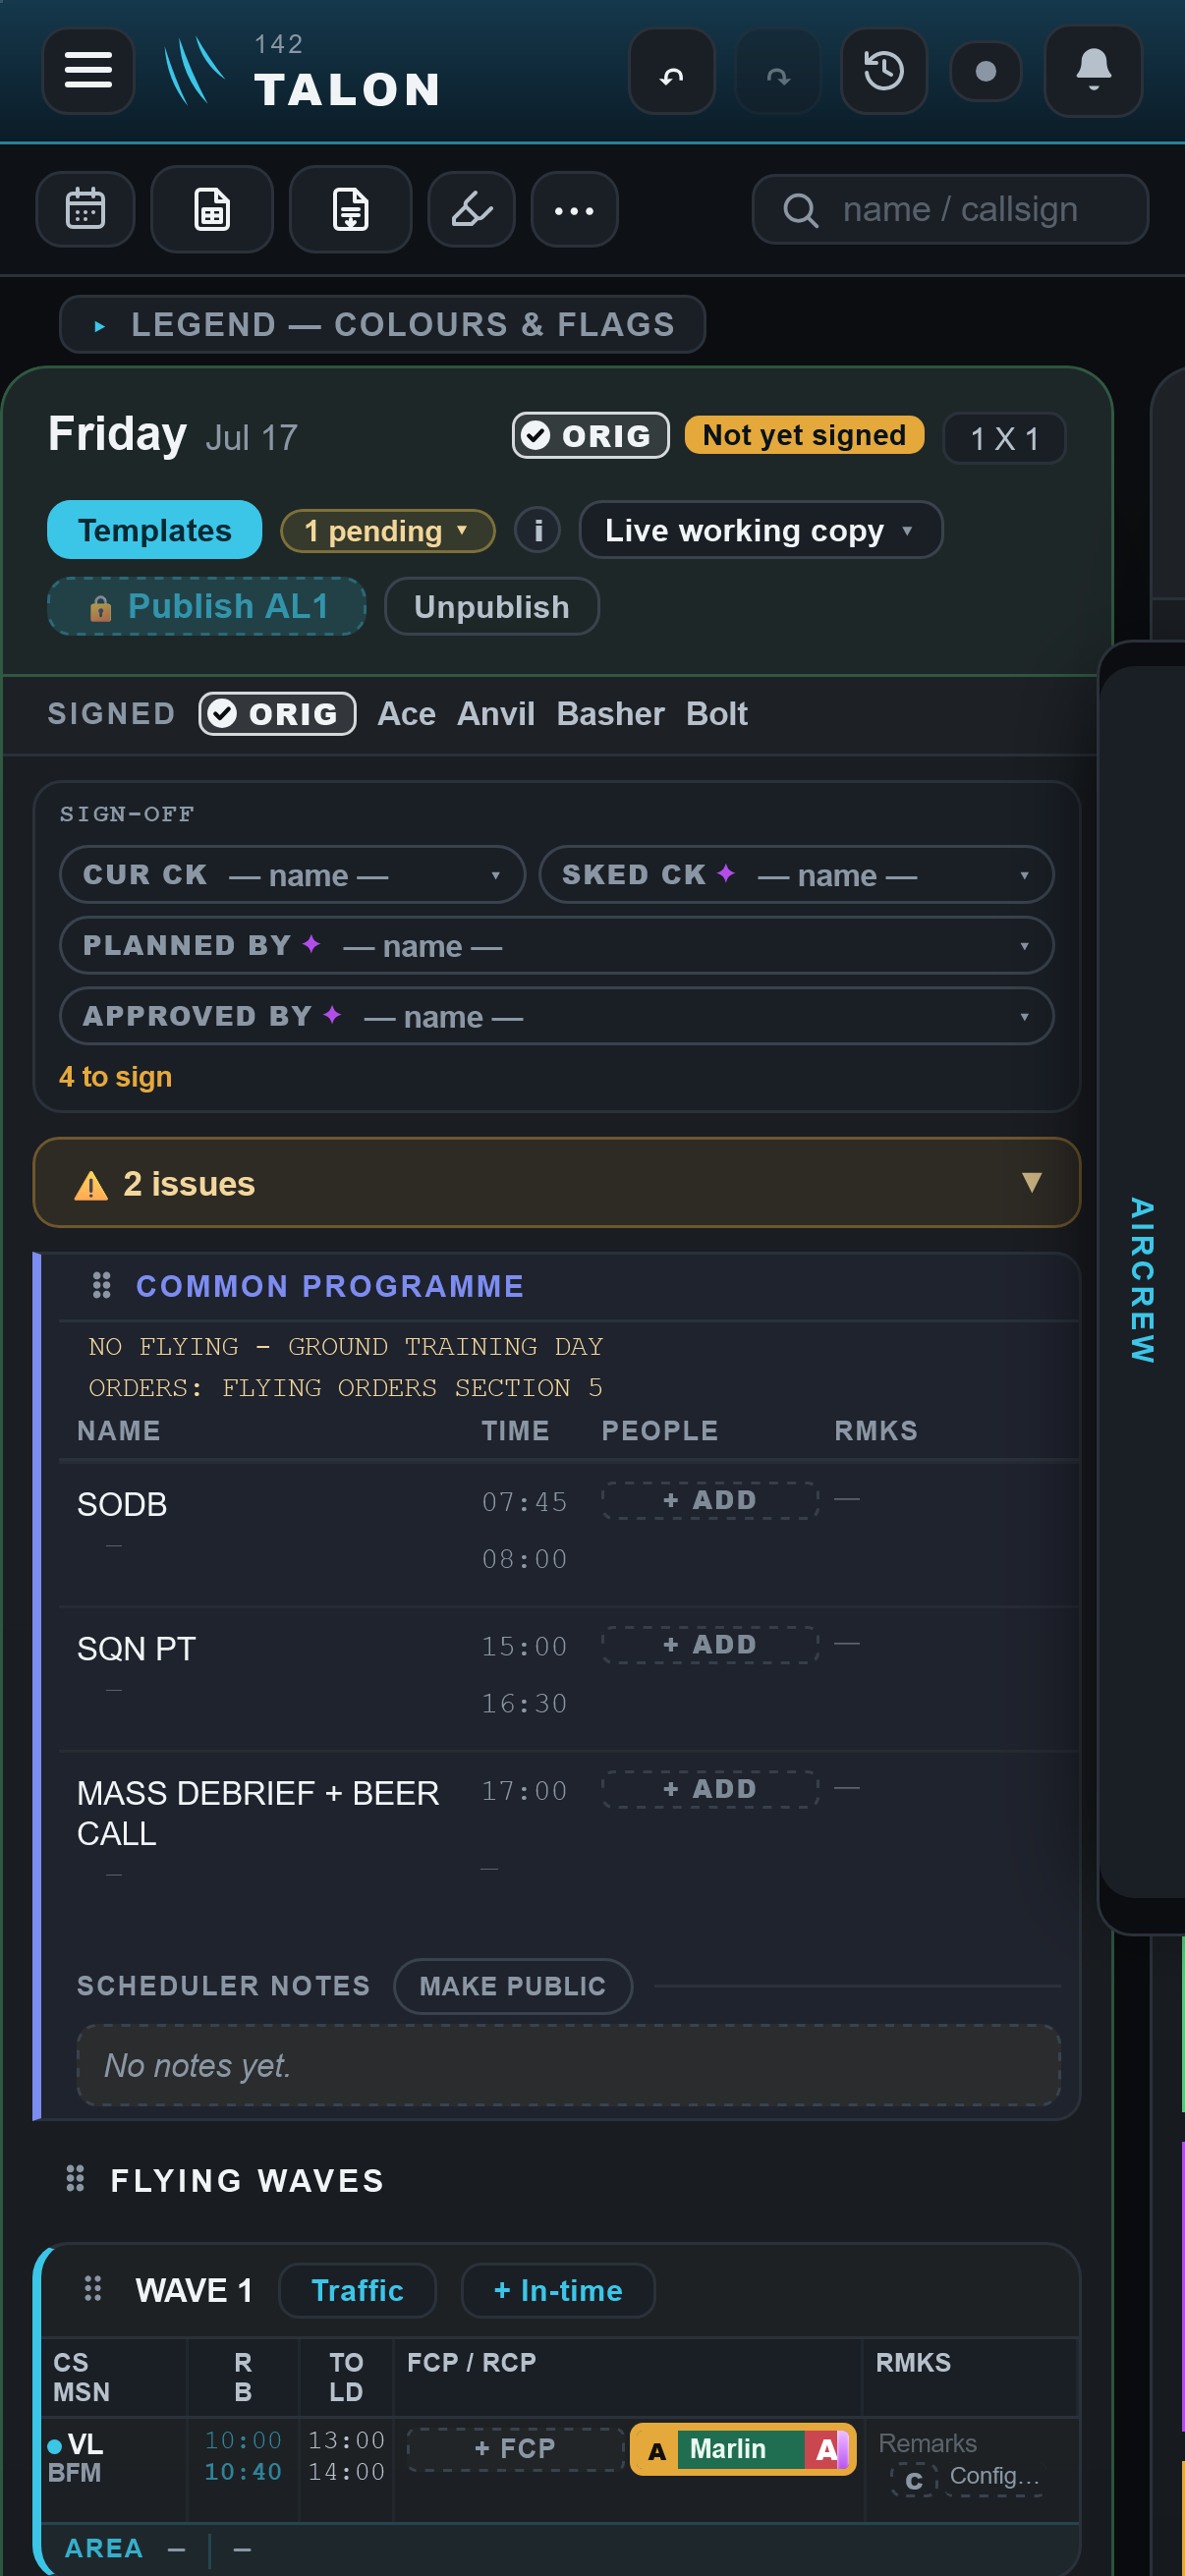 142
TALON
name / callsign
▸ LEGEND — COLOURS & FLAGS
Friday Jul 17 ORIG Not yet signed 1 X 1
Templates 1 pending ▾ i Live working copy ▾
🔒 Publish AL1 Unpublish
SIGNED ORIG Ace Anvil Basher Bolt
SIGN-OFF
CUR CK — name — ▾ SKED CK ✦ — name — ▾
PLANNED BY ✦ — name — ▾
APPROVED BY ✦ — name — ▾
4 to sign
⚠ 2 issues ▼
AIRCREW
COMMON PROGRAMME
NO FLYING - GROUND TRAINING DAY
ORDERS: FLYING ORDERS SECTION 5
NAME TIME PEOPLE RMKS
SODB 07:45 + ADD —
— 08:00
SQN PT 15:00 + ADD —
— 16:30
MASS DEBRIEF + BEER 17:00 + ADD —
CALL
— —
SCHEDULER NOTES MAKE PUBLIC
No notes yet.
FLYING WAVES
WAVE 1 Traffic + In-time
CS R TO FCP / RCP RMKS
MSN B LD
VL 10:00 13:00 + FCP A Marlin A Remarks
BFM 10:40 14:00 C Config…
AREA — | —